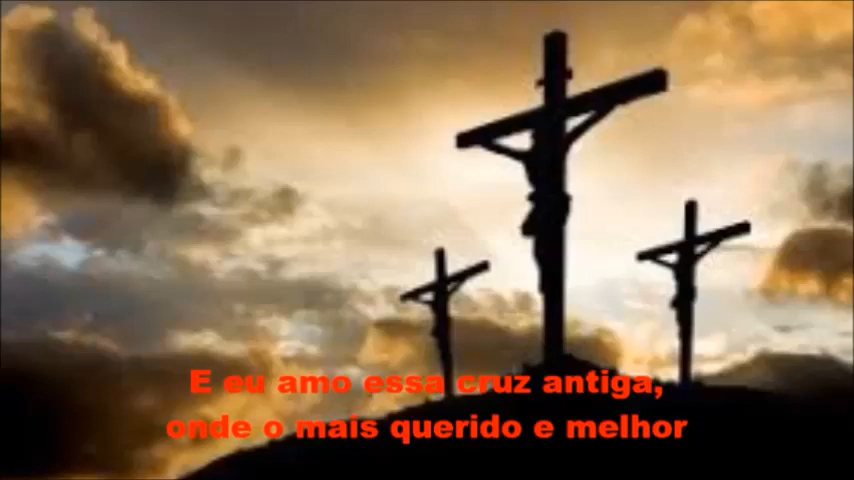 E eu amo essa cruz antiga,
onde o mais querido e melhor